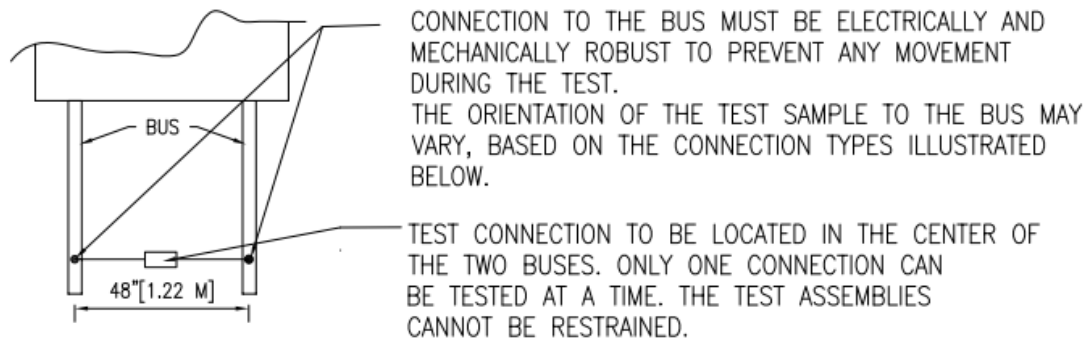 CONNECTION TO THE BUS MUST BE ELECTRICALLY AND
MECHANICALLY ROBUST TO PREVENT ANY MOVEMENT
DURING THE TEST.
THE ORIENTATION OF THE TEST SAMPLE TO THE BUS MAY
VARY, BASED ON THE CONNECTION TYPES ILLUSTRATED
BELOW.
BUS
TEST CONNECTION TO BE LOCATED IN THE CENTER OF
THE TWO BUSES. ONLY ONE CONNECTION CAN
BE TESTED AT A TIME. THE TEST ASSEMBLIES
CANNOT BE RESTRAINED.
48"[1.22 M]